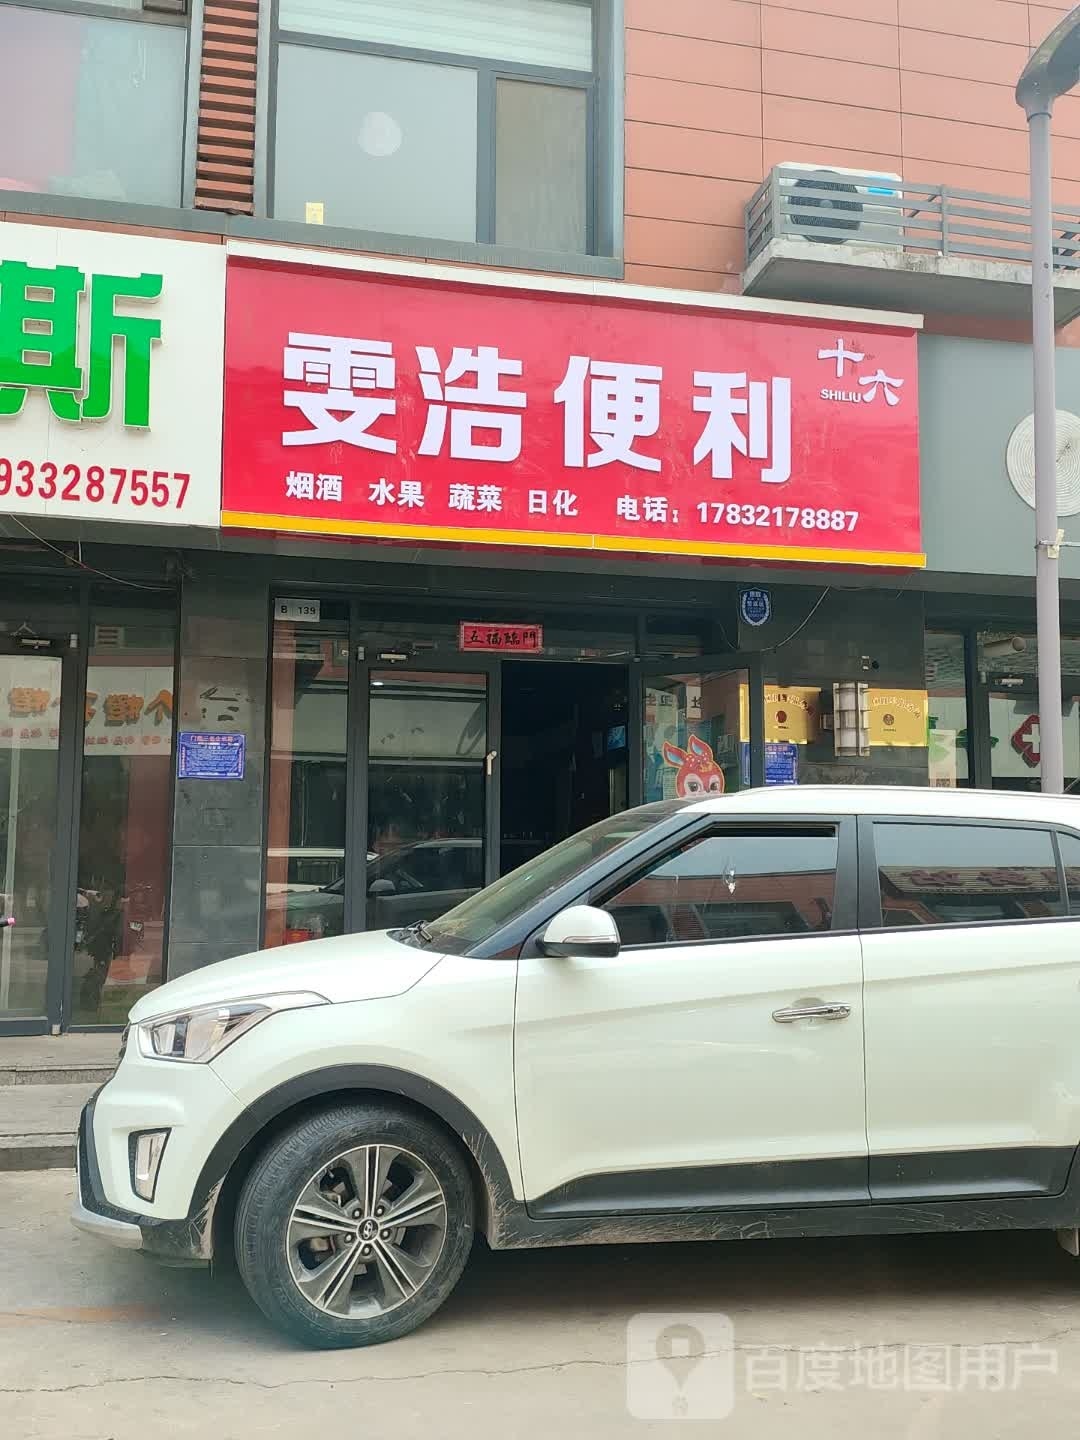 斯
933287557
雯浩便利
十六
SHILIU
烟酒 水果 蔬菜 日化 电话：17832178887
B 139
五福臨門
百度地图用户